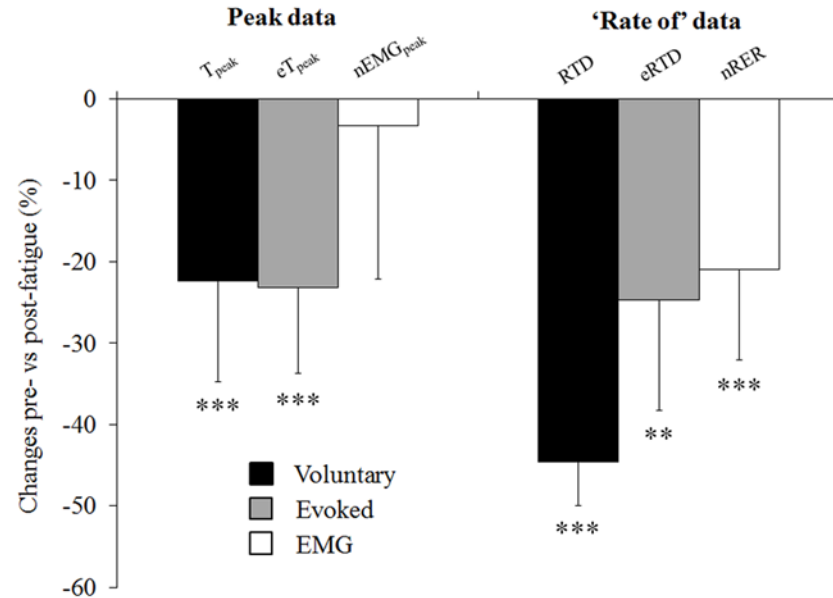 Peak data
‘Rate of’ data
Tpeak
eTpeak
nEMGpeak
RTD
eRTD
nRER
0
-10
-20
-30
-40
-50
-60
Changes pre- vs post-fatigue (%)
***
***
***
**
***
Voluntary
Evoked
EMG